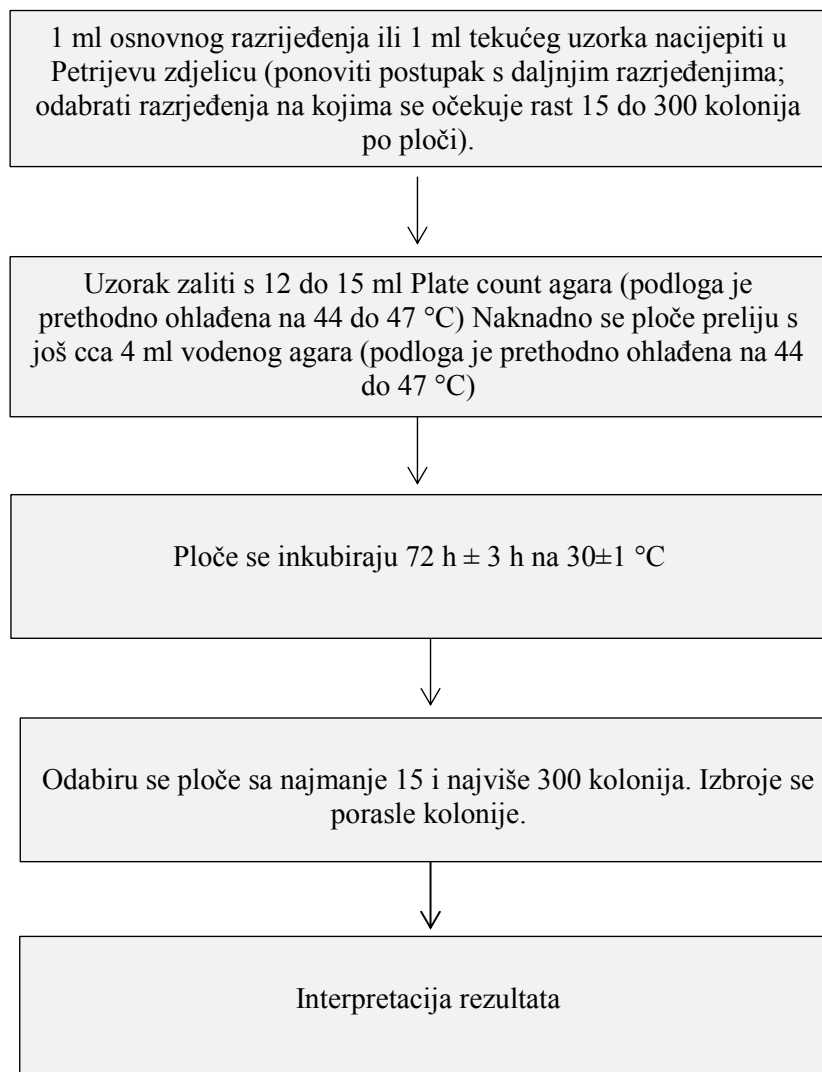 1 ml osnovnog razrijeđenja ili 1 ml tekućeg uzorka nacijepiti u
Petrijevu zdjelicu (ponoviti postupak s daljnjim razrjeđenjima;
odabrati razrjeđenja na kojima se očekuje rast 15 do 300 kolonija
po ploči).
Uzorak zaliti s 12 do 15 ml Plate count agara (podloga je
prethodno ohlađena na 44 do 47 °C) Naknadno se ploče preliju s
još cca 4 ml vodenog agara (podloga je prethodno ohlađena na 44
do 47 °C)
Ploče se inkubiraju 72 h ± 3 h na 30±1 °C
Odabiru se ploče sa najmanje 15 i najviše 300 kolonija. Izbroje se
porasle kolonije.
Interpretacija rezultata